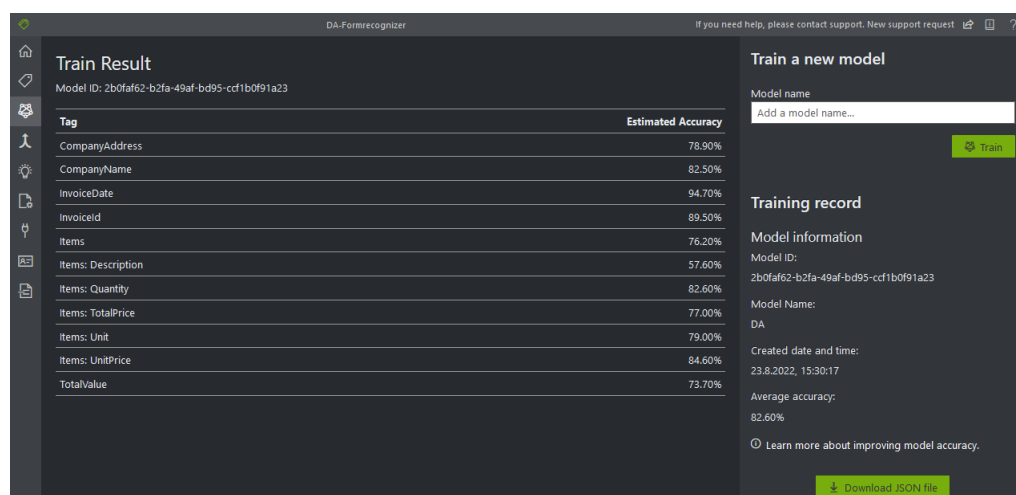 DA-Formrecognizer
If you need help, please contact support. New support request
Train Result
Model ID: 2b0faf62-b2fa-49af-bd95-ccf1b0f91a23
Tag Estimated Accuracy
CompanyAddress 78.90%
CompanyName 82.50%
InvoiceDate 94.70%
InvoiceId 89.50%
Items 76.20%
Items: Description 57.60%
Items: Quantity 82.60%
Items: TotalPrice 77.00%
Items: Unit 79.00%
Items: UnitPrice 84.60%
TotalValue 73.70%
Train a new model
Model name
Add a model name...
Train
Training record
Model information
Model ID:
2b0faf62-b2fa-49af-bd95-ccf1b0f91a23
Model Name:
DA
Created date and time:
23.8.2022, 15:30:17
Average accuracy:
82.60%
Learn more about improving model accuracy.
Download JSON file